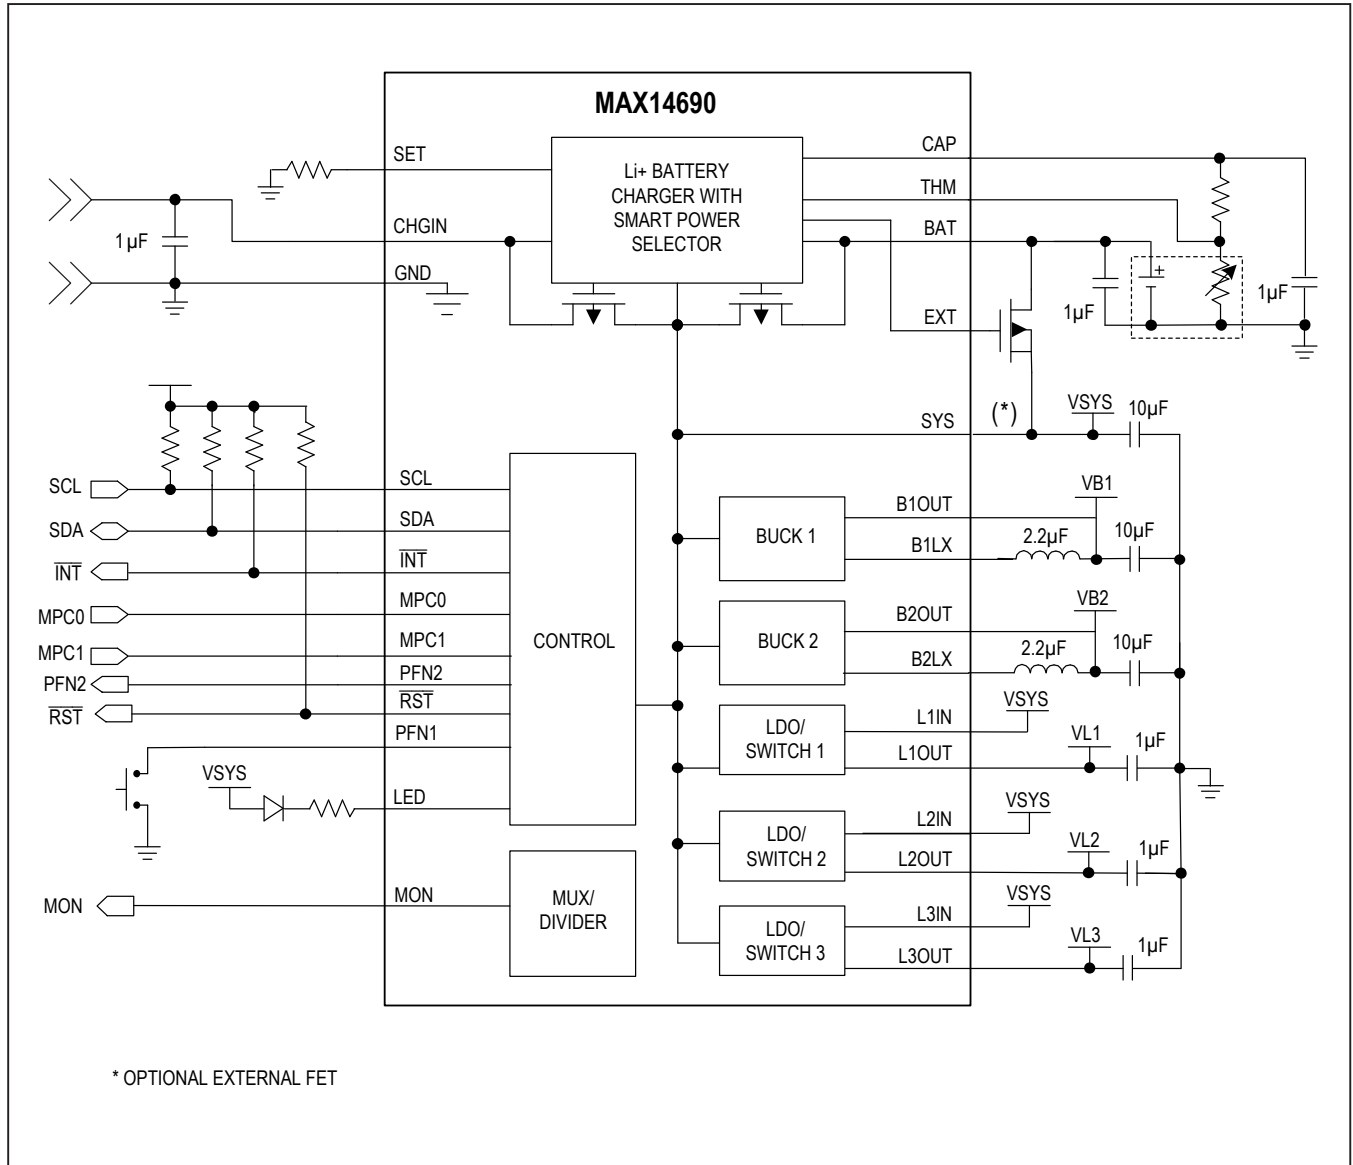 MAX14690
SET
CHGIN
GND
1µF
Li+ BATTERY
CHARGER WITH
SMART POWER
SELECTOR
CAP
THM
BAT
EXT
+
1µF
1µF
SYS
(*)
VSYS
10µF
SCL
SDA
INT
MPC0
MPC1
PFN2
RST
SCL
SDA
INT
MPC0
MPC1
PFN2
RST
PFN1
VSYS
LED
CONTROL
MON
MON
MUX/
DIVIDER
BUCK 1
B1OUT
B1LX
VB1
2.2µF
10µF
BUCK 2
B2OUT
B2LX
VB2
2.2µF
10µF
LDO/
SWITCH 1
L1IN
L1OUT
VSYS
VL1
1µF
LDO/
SWITCH 2
L2IN
L2OUT
VSYS
VL2
1µF
LDO/
SWITCH 3
L3IN
L3OUT
VSYS
VL3
1µF
* OPTIONAL EXTERNAL FET